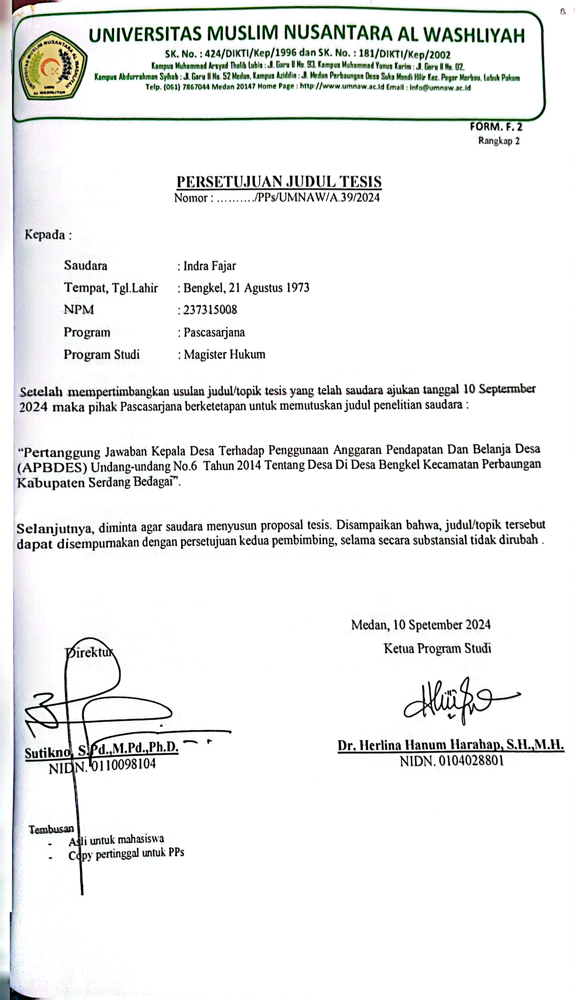 UNIVERSITAS MUSLIM NUSANTARA AL WASHLIYAH
SK. No. : 424/DIKTI/Kep/1996 dan SK. No. : 181/DIKTI/Kep/2002
Kampus Muhammad Arsyad Thalib Lubis : Jl. Garu II No. 93, Kampus Muhammad Yunus Karim : Jl. Garu II No. 02,
Kampus Abdurrahman Syihab : Jl. Garu II No. 52 Medan, Kampus Aziddin : Jl. Medan Perbaungan Desa Suka Mandi Hilir Kec. Pagar Merbau, Lubuk Pakam
Telp. (061) 7867044 Medan 20147 Home Page : http://www.umnaw.ac.id Email : info@umnaw.ac.id
UNIVERSITAS MUSLIM NUSANTARA AL WASHLIYAH
UMNU
AL WASHLIYAH
FORM. F. 2
Rangkap 2
PERSETUJUAN JUDUL TESIS
Nomor : ........../PPs/UMNAW/A.39/2024
Kepada :
Saudara : Indra Fajar
Tempat, Tgl.Lahir : Bengkel, 21 Agustus 1973
NPM : 237315008
Program : Pascasarjana
Program Studi : Magister Hukum
Setelah mempertimbangkan usulan judul/topik tesis yang telah saudara ajukan tanggal 10 Septermber
2024 maka pihak Pascasarjana berketetapan untuk memutuskan judul penelitian saudara :
“Pertanggung Jawaban Kepala Desa Terhadap Penggunaan Anggaran Pendapatan Dan Belanja Desa
(APBDES) Undang-undang No.6 Tahun 2014 Tentang Desa Di Desa Bengkel Kecamatan Perbaungan
Kabupaten Serdang Bedagai”.
Selanjutnya, diminta agar saudara menyusun proposal tesis. Disampaikan bahwa, judul/topik tersebut
dapat disempurnakan dengan persetujuan kedua pembimbing, selama secara substansial tidak dirubah .
Medan, 10 Spetember 2024
Direktur
Ketua Program Studi
Sutikno, S.Pd.,M.Pd.,Ph.D.
NIDN. 0110098104
Dr. Herlina Hanum Harahap, S.H.,M.H.
NIDN. 0104028801
Tembusan
- Asli untuk mahasiswa
- Copy pertinggal untuk PPs